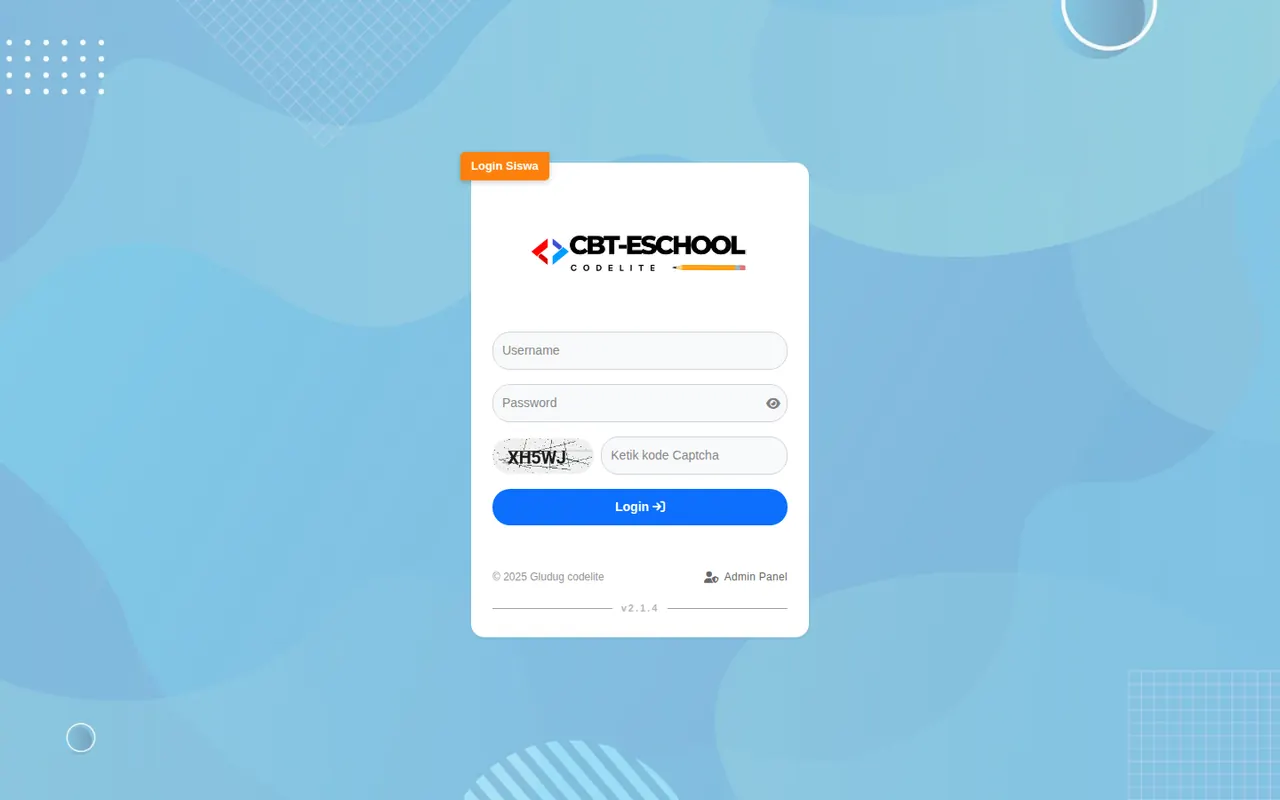 Login Siswa
CBT-ESCHOOL
CODELITE
Username
Password
XH5WJ
Ketik kode Captcha
Login
© 2025 Gludug codelite
Admin Panel
v2.1.4